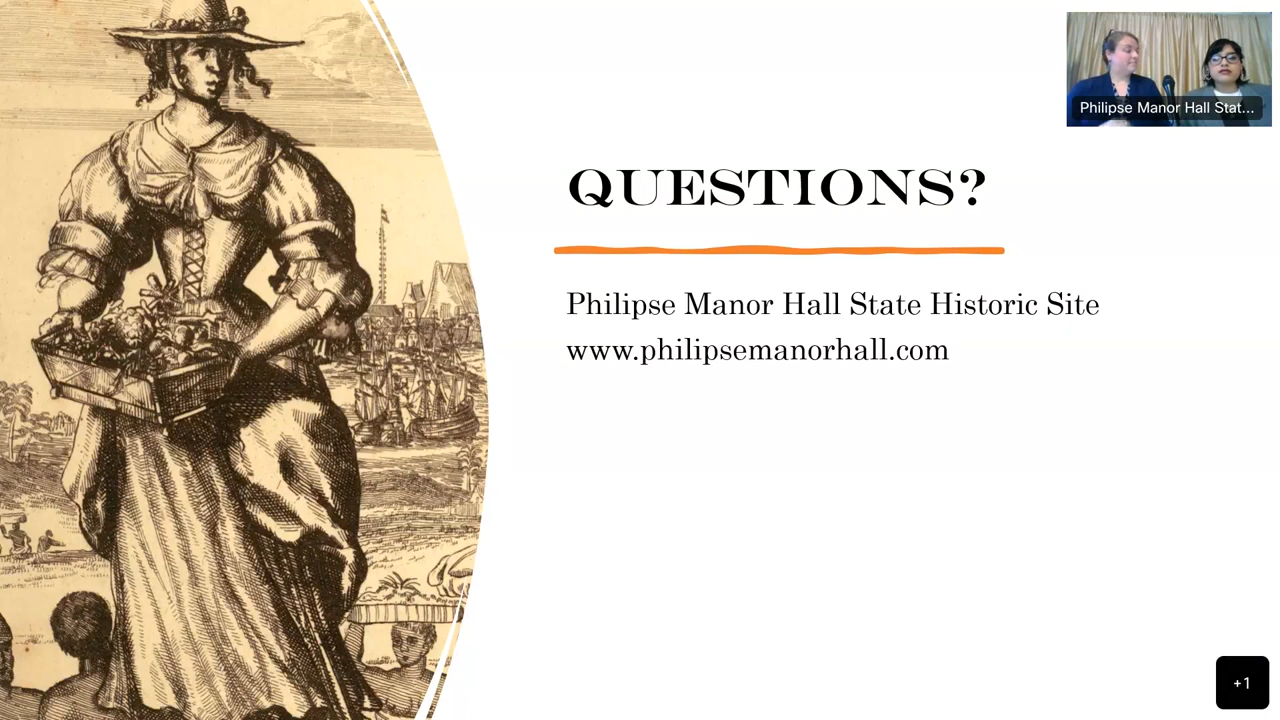 Philipse Manor Hall Stat...
QUESTIONS?
Philipse Manor Hall State Historic Site
www.philipsemanorhall.com
+1